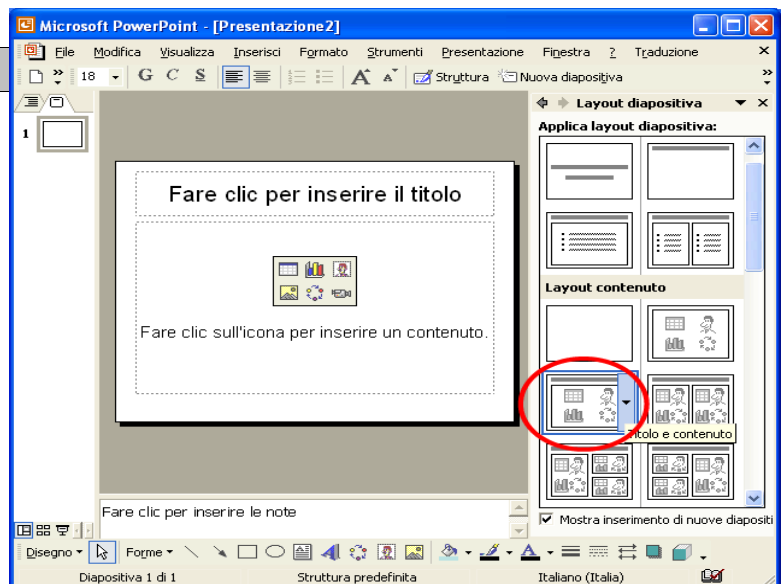 Microsoft PowerPoint - [Presentazione2]
File Modifica Visualizza Inserisci Formato Strumenti Presentazione Finestra ? Traduzione
18 G C S A A Struttura Nuova diapositiva
Layout diapositiva
1
Applica layout diapositiva:
Fare clic per inserire il titolo
Layout contenuto
Fare clic sull'icona per inserire un contenuto.
Titolo e contenuto
Fare clic per inserire le note
Mostra inserimento di nuove diapositi
Disegno Forme A
Diapositiva 1 di 1 Struttura predefinita Italiano (Italia)